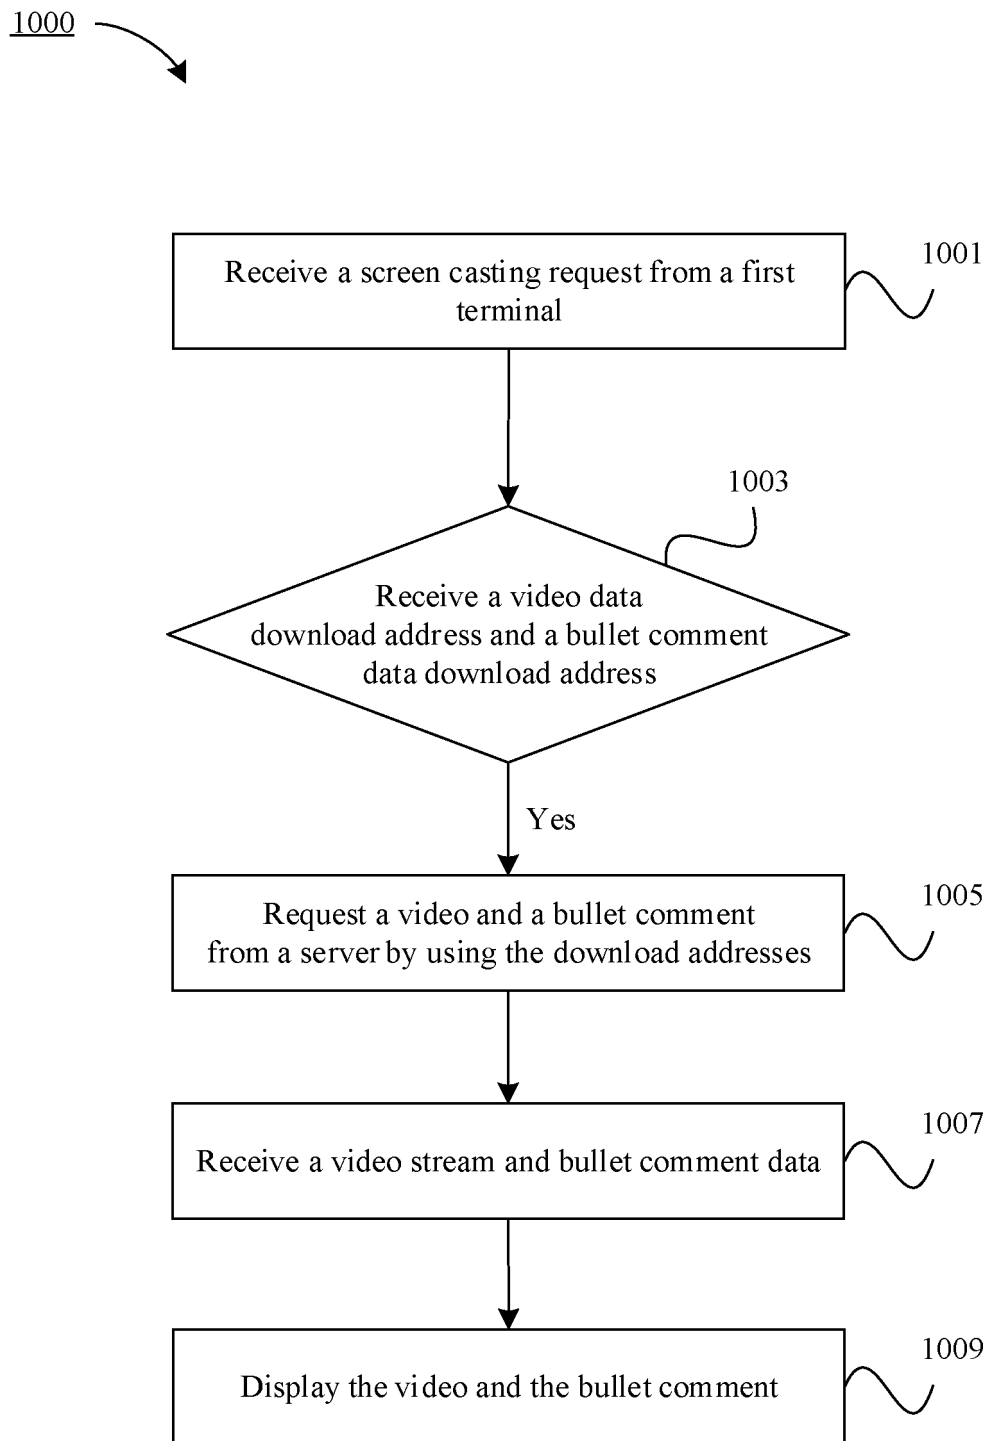 1000
Receive a screen casting request from a first
terminal
1001
1003
Receive a video data
download address and a bullet comment
data download address
Yes
Request a video and a bullet comment
from a server by using the download addresses
1005
Receive a video stream and bullet comment data
1007
Display the video and the bullet comment
1009